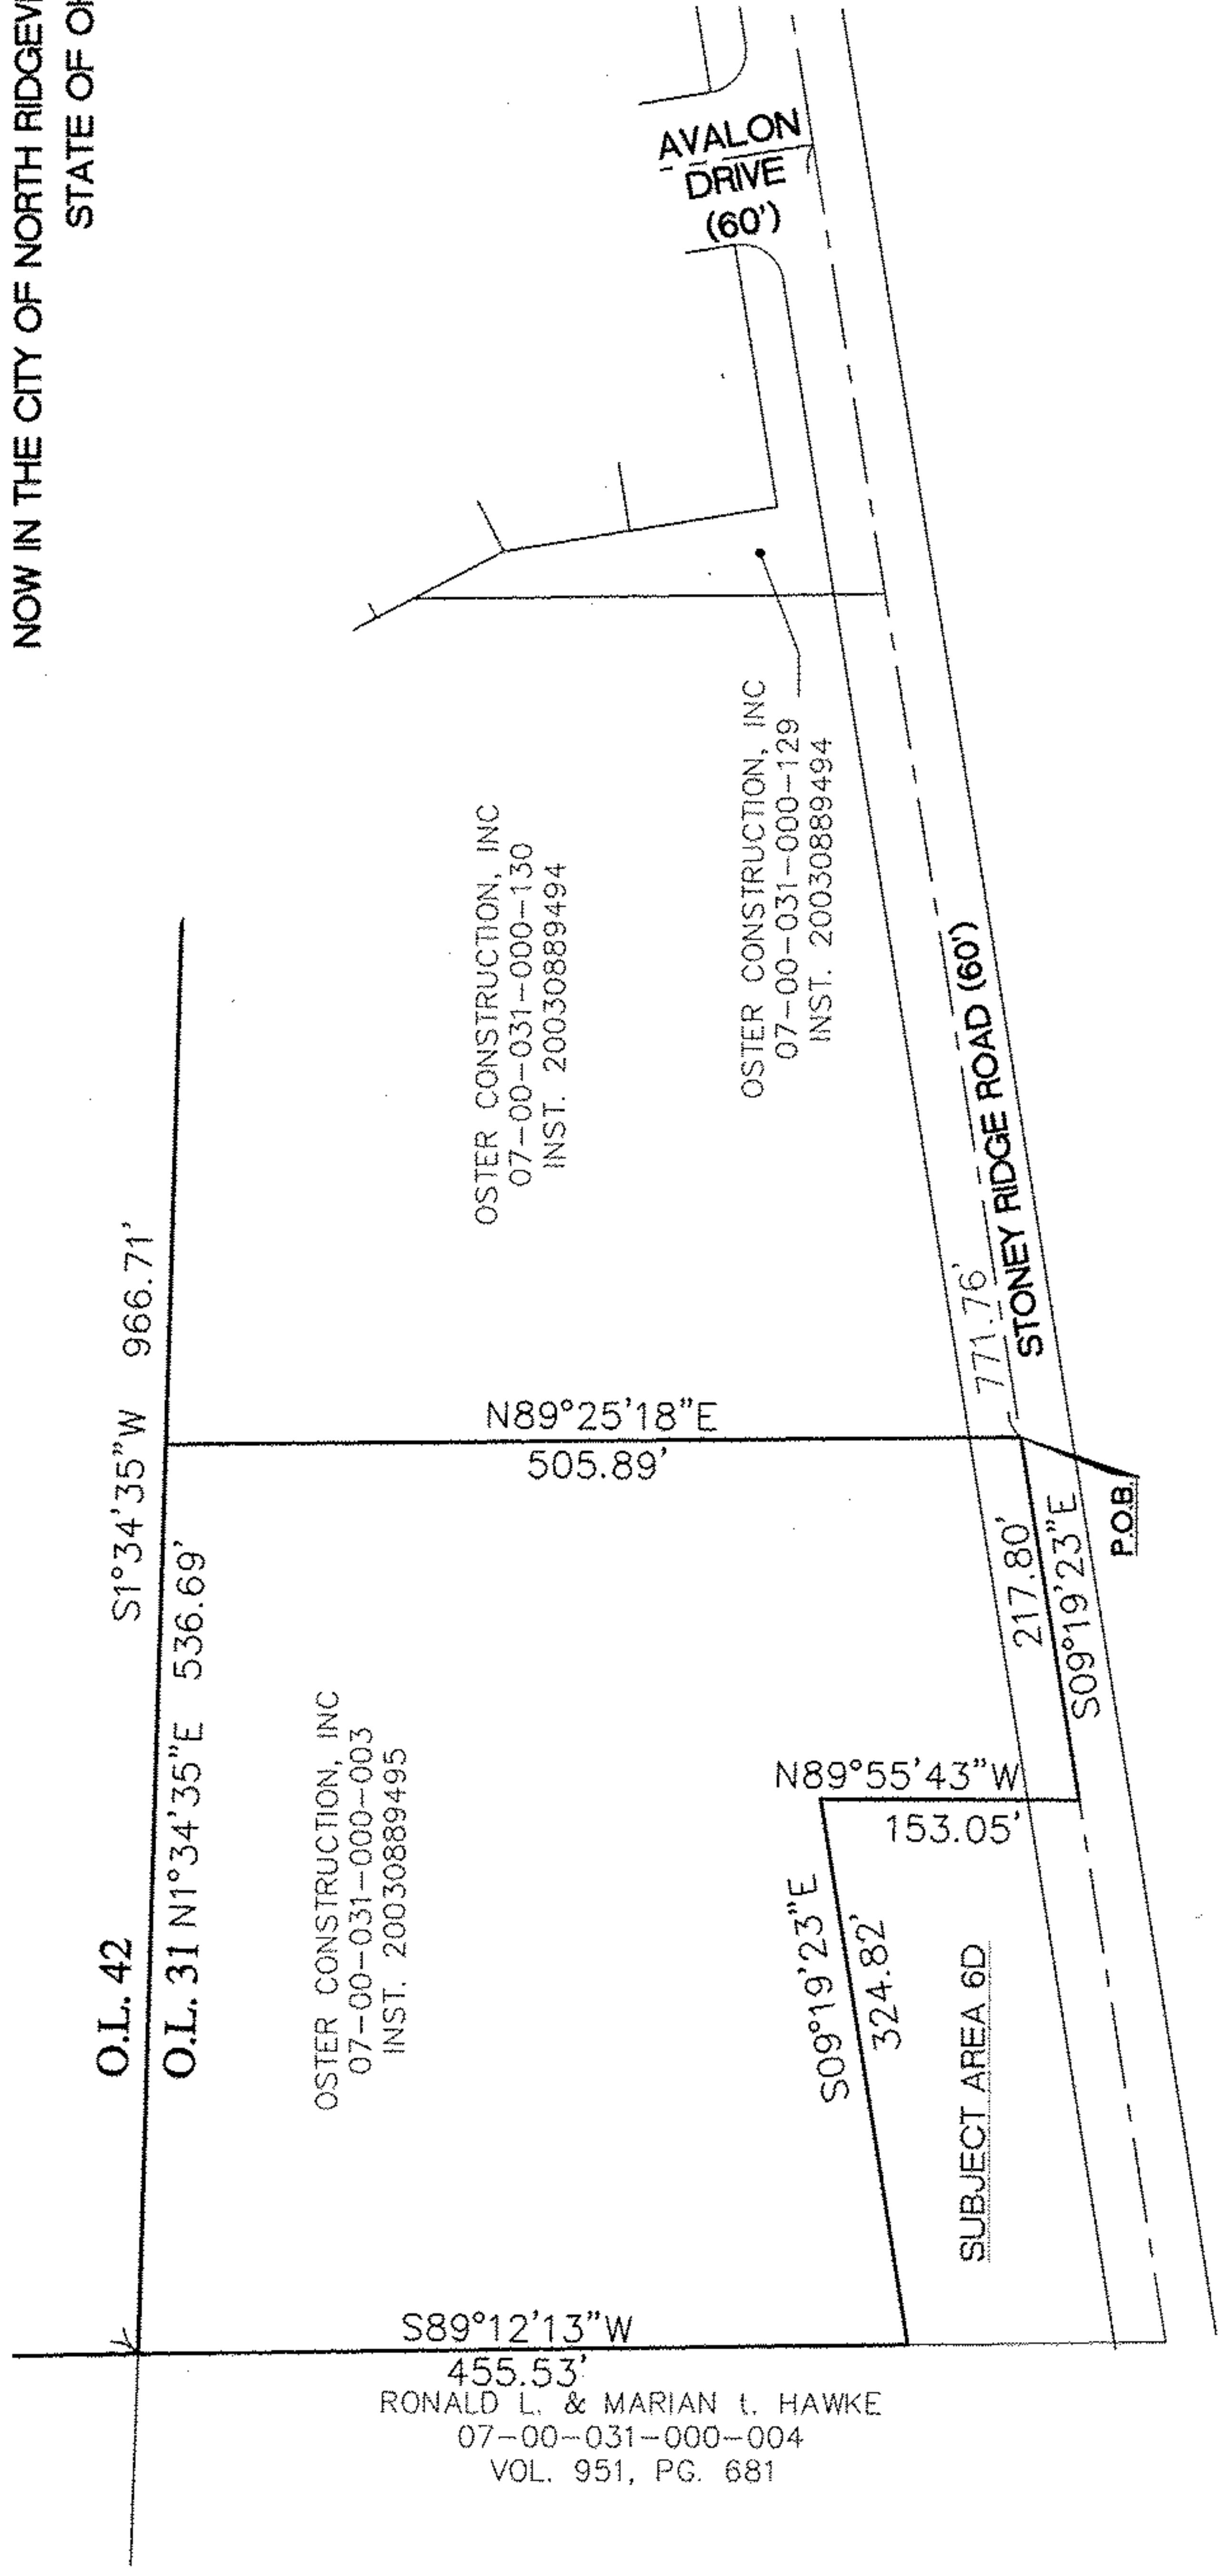 NOW IN THE CITY OF NORTH
STATE OF
AVALON
DRIVE
(60')
OSTER CONSTRUCTION, INC
07-00-031-000-130
INST. 20030889494
OSTER CONSTRUCTION, INC
07-00-031-000-129
INST. 20030889494
S1°34'35"W 966.71'
771.76'
STONEY RIDGE ROAD (60')
N89°25'18"E
505.89'
P.O.B.
217.80'
S09°19'23"E
O.L. 42
O.L. 31 N1°34'35"E 536.69'
OSTER CONSTRUCTION, INC
07-00-031-000-003
INST. 20030889495
N89°55'43"W
153.05'
S09°19'23"E
324.82'
SUBJECT AREA 6D
S89°12'13"W
455.53'
RONALD L. & MARIAN t. HAWKE
07-00-031-000-004
VOL. 951, PG. 681